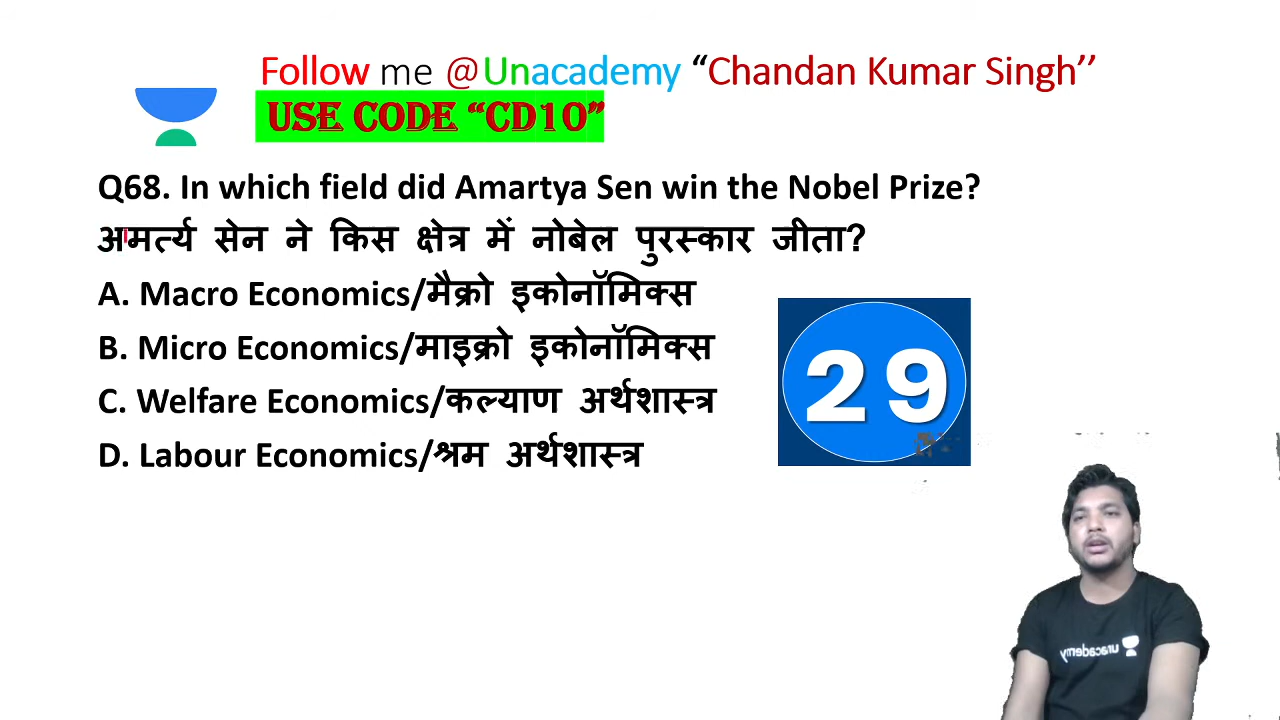 Follow me @Unacademy “Chandan Kumar Singh’’
USE CODE “CD10”
Q68. In which field did Amartya Sen win the Nobel Prize?
अमर्त्य सेन ने किस क्षेत्र में नोबेल पुरस्कार जीता?
A. Macro Economics/मैक्रो इकोनॉमिक्स
B. Micro Economics/माइक्रो इकोनॉमिक्स
C. Welfare Economics/कल्याण अर्थशास्त्र
D. Labour Economics/श्रम अर्थशास्त्र
29
unacademy